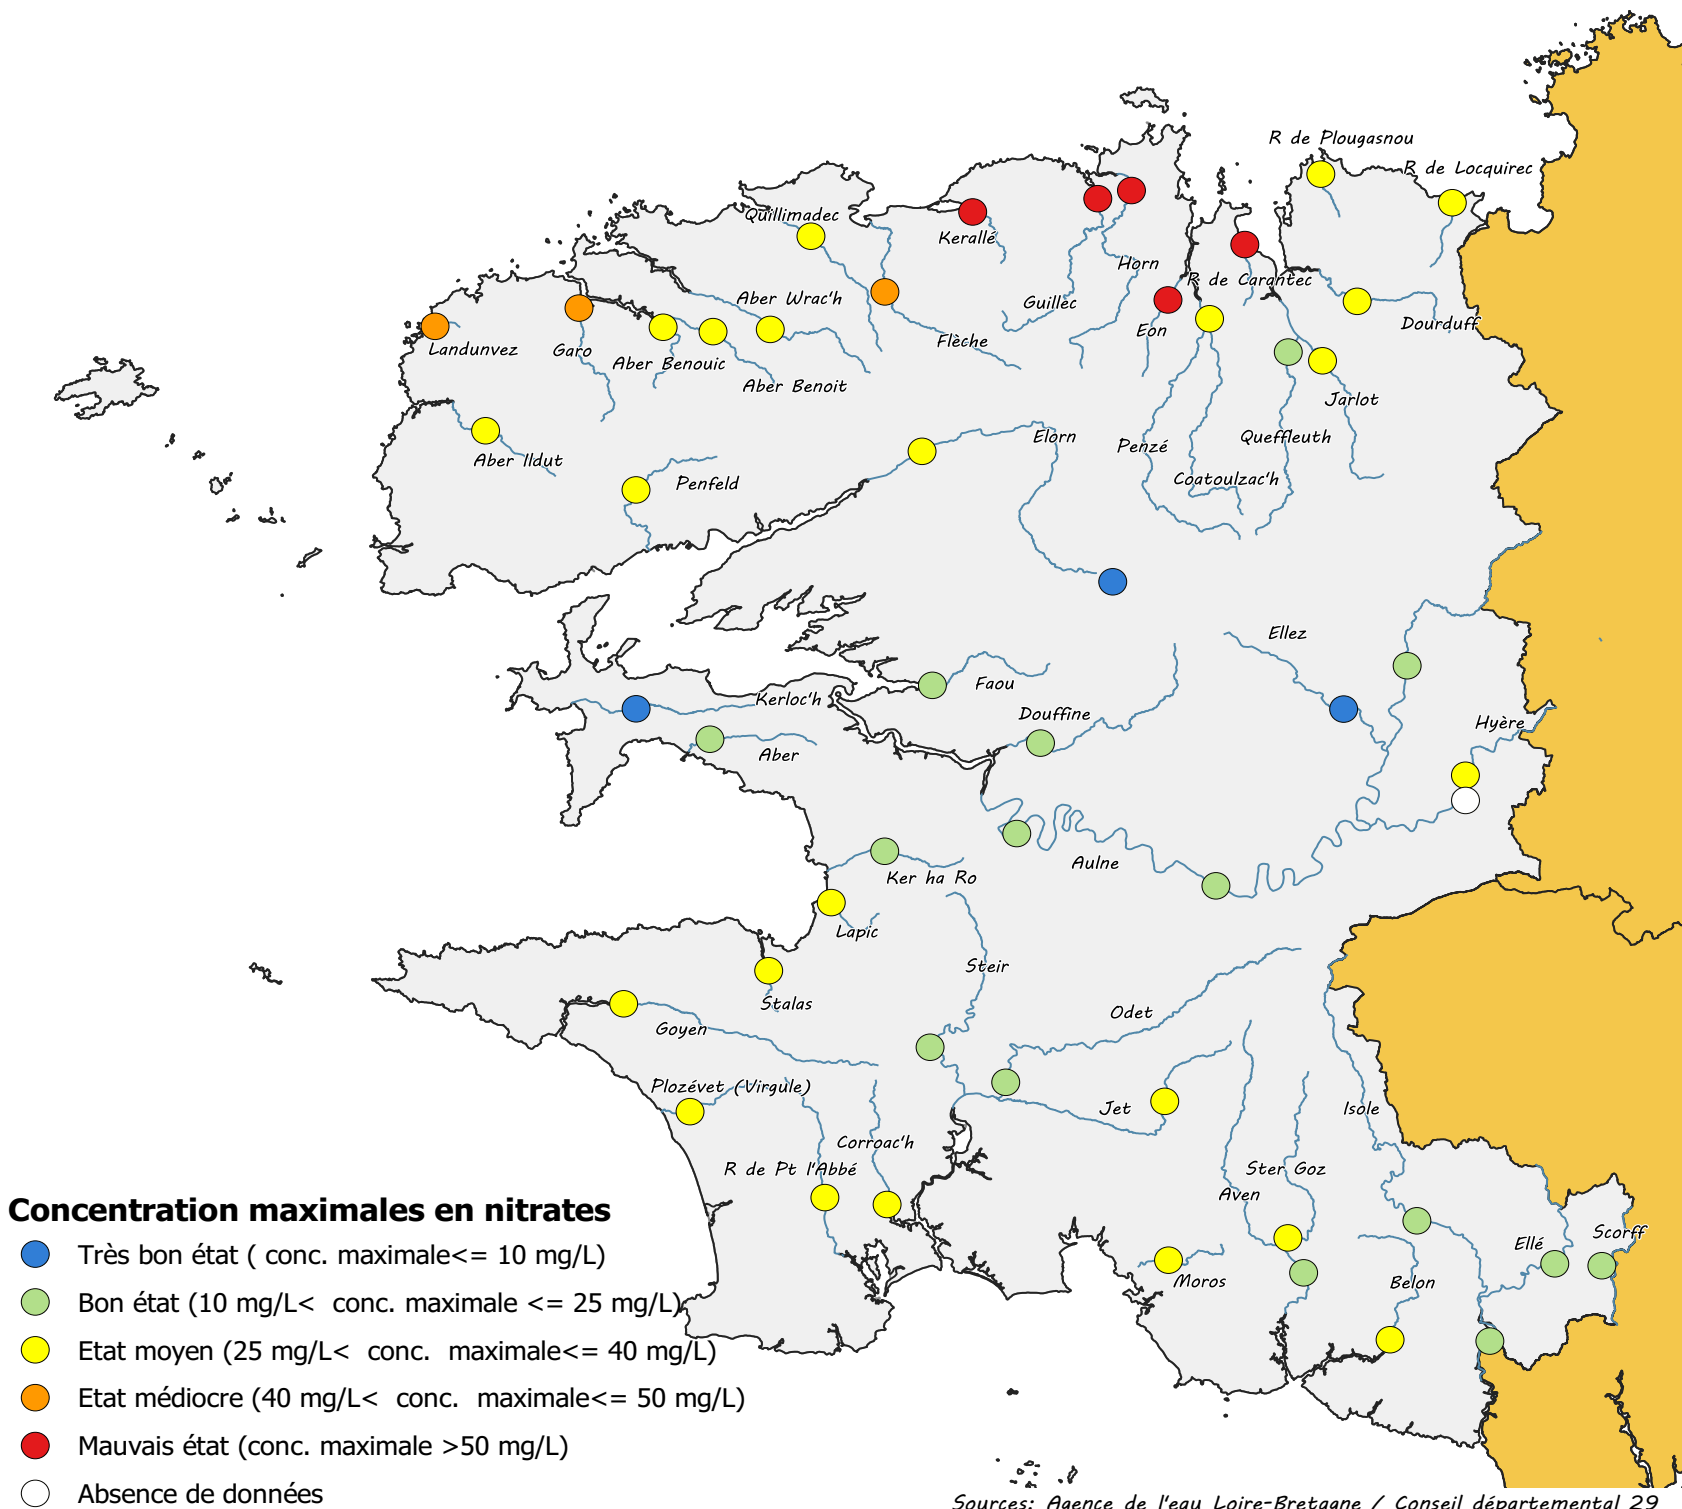 R de Plougasnou
R de Locquirec
Quillimadec
Kerallé
Horn
R de Carantec
Aber Wrac'h
Guillec
Eon
Dourduff
Flèche
Landunvez
Garo
Aber Benouic
Aber Benoit
Jarlot
Elorn
Penzé
Queffleuth
Aber Ildut
Penfeld
Coatoulzac'h
Ellez
Faou
Kerloc'h
Douffine
Hyère
Aber
Aulne
Ker ha Ro
Lapic
Steir
Stalas
Odet
Goyen
Plozévet (Virgule)
Jet
Isole
Corroac'h
R de Pt l'Abbé
Ster Goz
Aven
Scorff
Ellé
Moros
Belon
Concentration maximales en nitrates
Très bon état ( conc. maximale<= 10 mg/L)
Bon état (10 mg/L< conc. maximale <= 25 mg/L)
Etat moyen (25 mg/L< conc. maximale<= 40 mg/L)
Etat médiocre (40 mg/L< conc. maximale<= 50 mg/L)
Mauvais état (conc. maximale >50 mg/L)
Absence de données
Sources: Agence de l'eau Loire-Bretagne / Conseil départemental 29